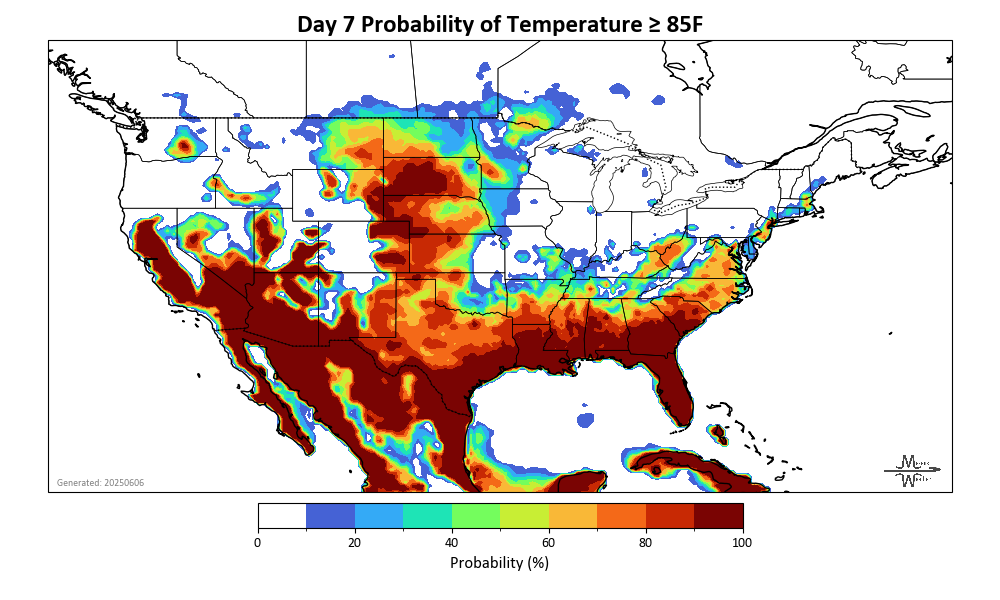 Day 7 Probability of Temperature ≥ 85F
Generated: 20250606
0 20 40 60 80 100
Probability (%)